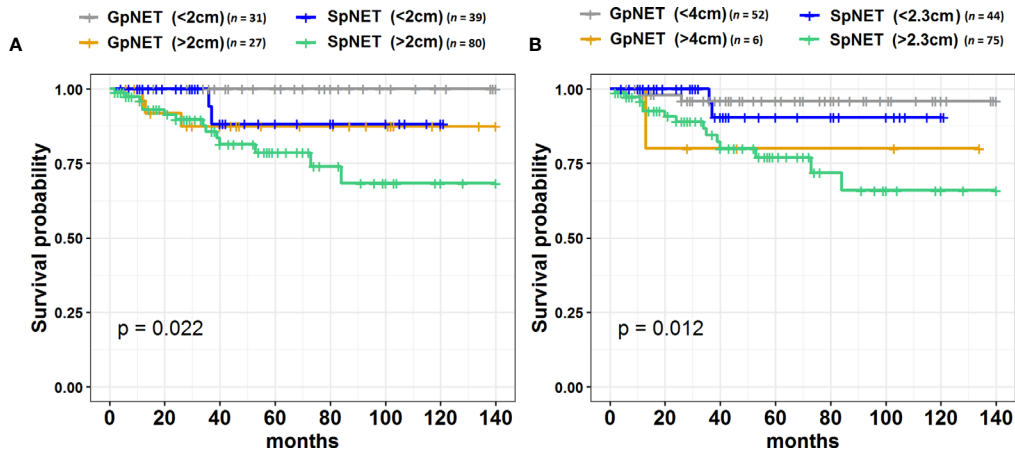 A
GpNET (<2cm) (n = 31) SpNET (<2cm) (n = 39)
GpNET (>2cm) (n = 27) SpNET (>2cm) (n = 80)
Survival probability
1.00
0.75
0.50
0.25
0.00
p = 0.022
0 20 40 60 80 100 120 140
months
B
GpNET (<4cm) (n = 52) SpNET (<2.3cm) (n = 44)
GpNET (>4cm) (n = 6) SpNET (>2.3cm) (n = 75)
Survival probability
1.00
0.75
0.50
0.25
0.00
p = 0.012
0 20 40 60 80 100 120 140
months